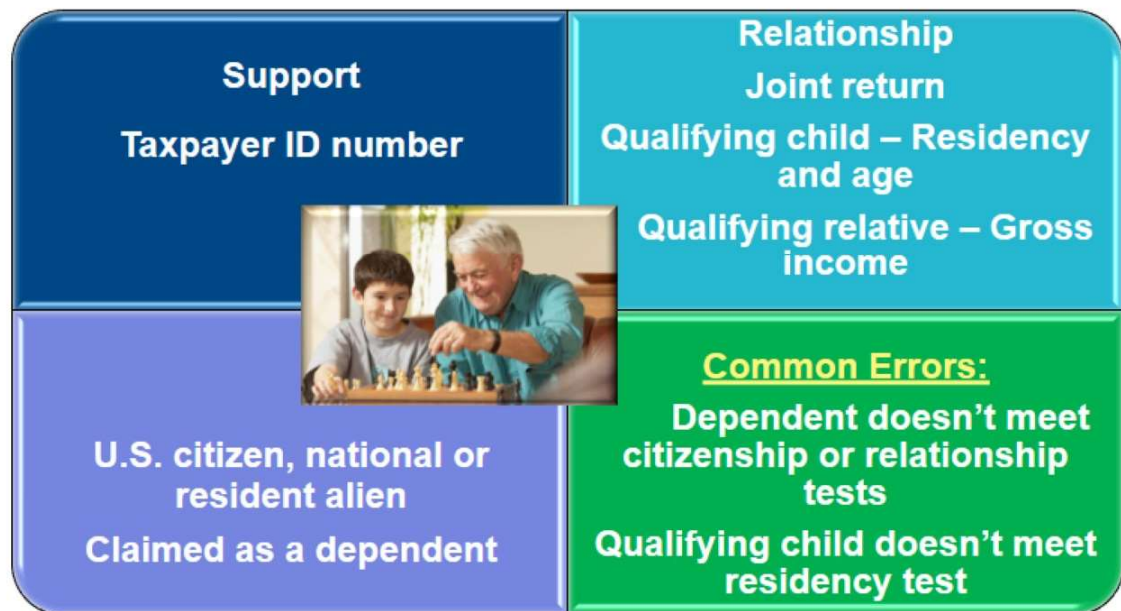 Support
Taxpayer ID number
Relationship
Joint return
Qualifying child – Residency
and age
Qualifying relative – Gross
income
U.S. citizen, national or
resident alien
Claimed as a dependent
Common Errors:
Dependent doesn’t meet
citizenship or relationship
tests
Qualifying child doesn’t meet
residency test